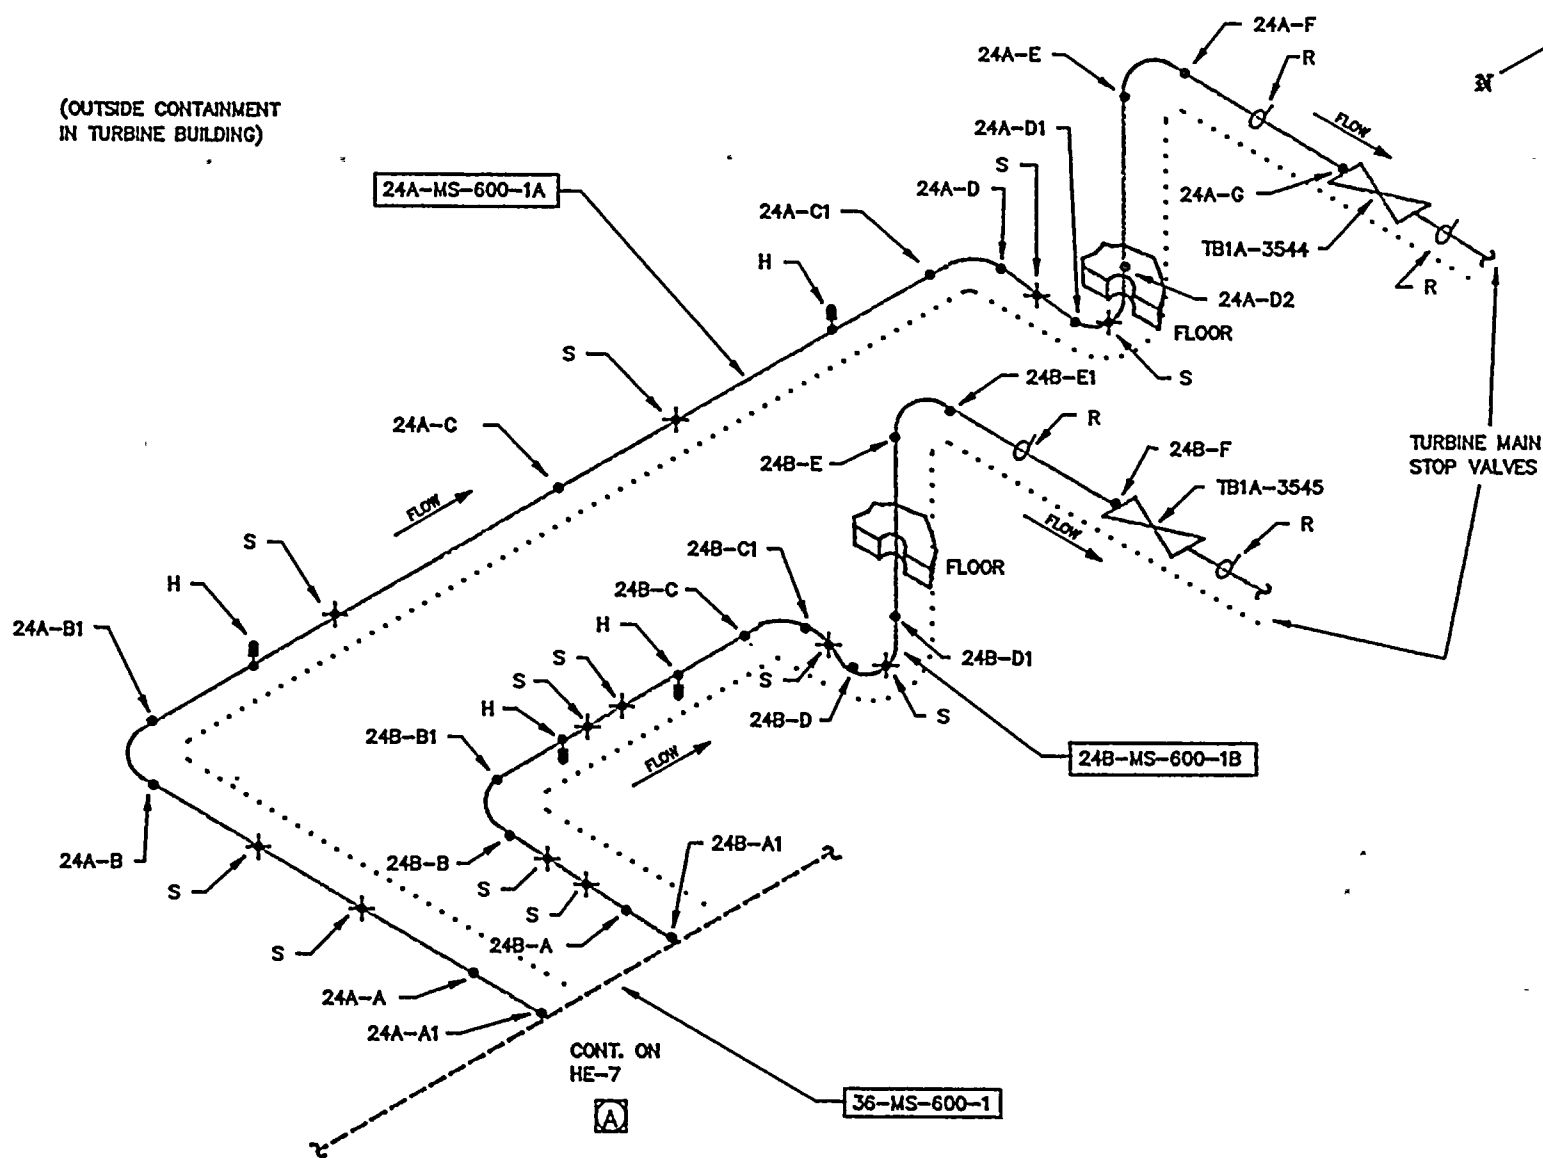 24A-F
24A-E
R
N
(OUTSIDE CONTAINMENT
IN TURBINE BUILDING)
FLOW
24A-D1
S
24A-MS-600-1A
24A-D
24A-G
24A-C1
TB1A-3544
H
R
24A-D2
FLOOR
S
S
24B-E1
24A-C
R
TURBINE MAIN
STOP VALVES
24B-F
24B-E
TB1A-3545
FLOW
S
FLOW
R
24B-C1
FLOOR
H
24B-C
H
24A-B1
24B-D1
S
S
S
24B-D
S
H
24B-B1
FLOW
24B-MS-600-1B
24B-A1
24A-B
24B-B
S
S
S
24B-A
S
24A-A
24A-A1
CONT. ON
HE-7
36-MS-600-1
A